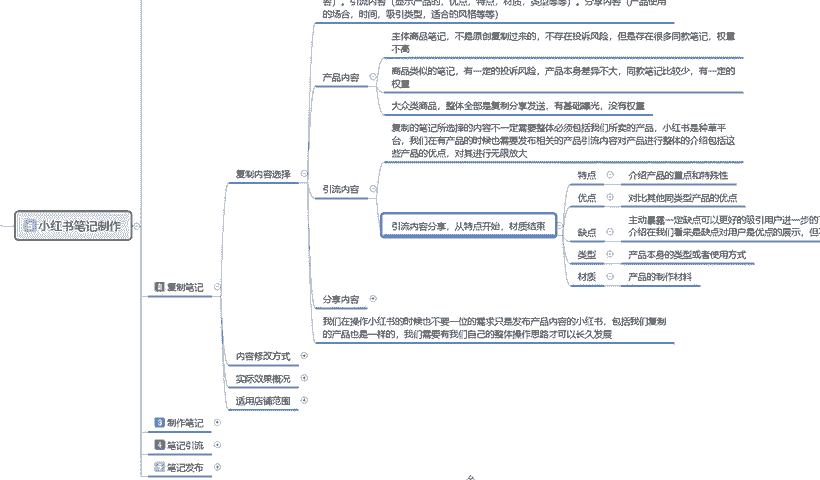 容）。引流内容（显示产品的，优点，特点，材质，类型等等）。分享内容（产品使用
的场合，时间，吸引类型，适合的风格等等）
主体商品笔记，不是原创复制过来的，不存在投诉风险，但是存在很多同款笔记，权重
不高
产品内容
商品类似的笔记，有一定的投诉风险，产品本身差异不大，同款笔记比较少，有一定的
权重
大众类商品，整体全部是复制分享发送，有基础曝光，没有权重
复制的笔记所选择的内容不一定需要整体必须包括我们所卖的产品，小红书是种草平
台，我们在有产品的时候也需要发布相关的产品引流内容对产品进行整体的介绍包括这
些产品的优点，对其进行无限放大
复制内容选择
引流内容
特点
介绍产品的重点和特殊性
优点
对比其他同类型产品的优点
引流内容分享，从特点开始，材质结束
缺点
主动暴露一定缺点可以更好的吸引用户进一步的
介绍在我们看来是缺点对用户是优点的展示，但
类型
产品本身的类型或者使用方式
材质
产品的制作材料
5 小红书笔记制作
复制笔记
分享内容
我们在操作小红书的时候也不要一位的需求只是发布产品内容的小红书，包括我们复制
的产品也是一样的，我们需要有我们自己的整体操作思路才可以长久发展
内容修改方式
实际效果概况
适用店铺范围
3 制作笔记
4 笔记引流
笔记发布